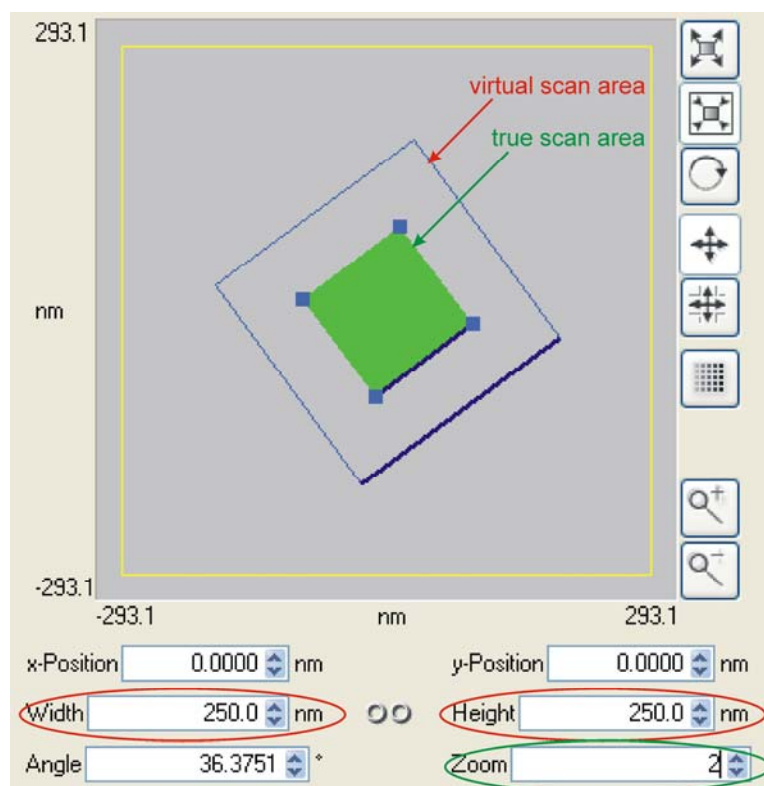 293.1
virtual scan area
true scan area
nm
-293.1
-293.1 nm 293.1
x-Position 0.0000 nm y-Position 0.0000 nm
Width 250.0 nm Height 250.0 nm
Angle 36.3751 ° Zoom 2